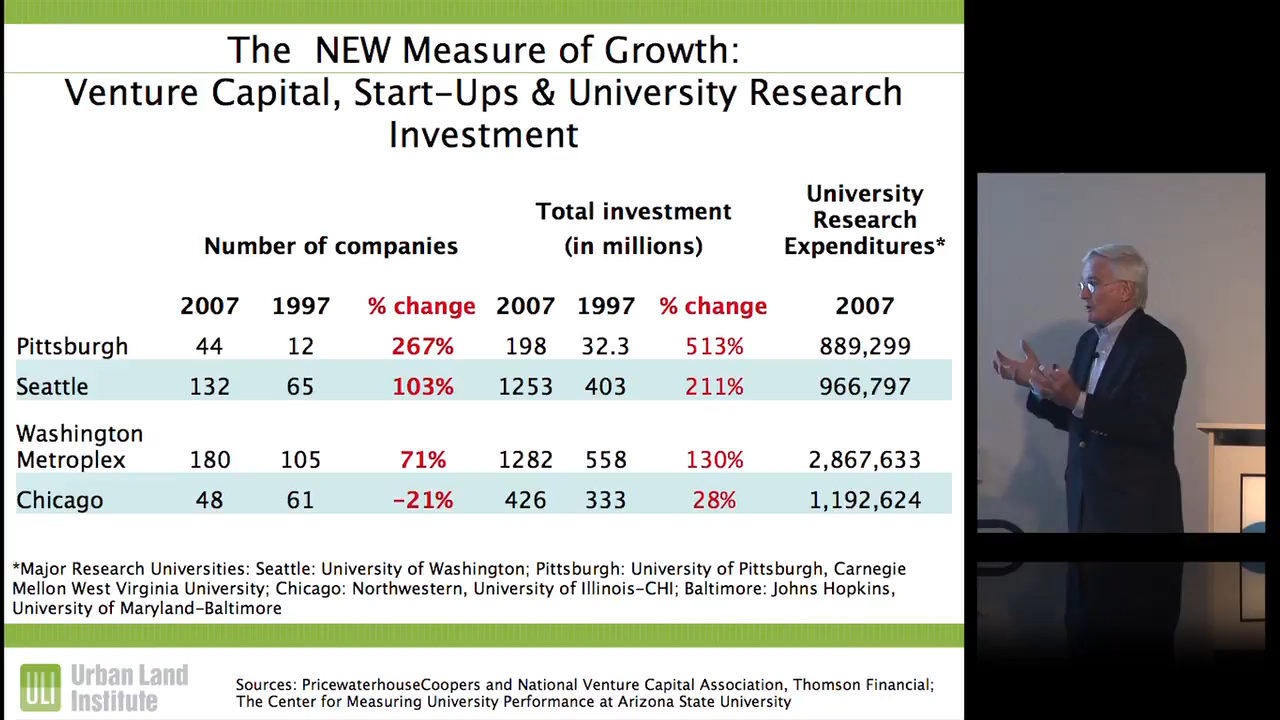 The NEW Measure of Growth:
Venture Capital, Start-Ups & University Research
Investment
University
Research
Expenditures*
Total investment
(in millions)
Number of companies
2007 1997 % change 2007 1997 % change 2007
Pittsburgh 44 12 267% 198 32.3 513% 889,299
Seattle 132 65 103% 1253 403 211% 966,797
Washington
Metroplex 180 105 71% 1282 558 130% 2,867,633
Chicago 48 61 -21% 426 333 28% 1,192,624
*Major Research Universities: Seattle: University of Washington; Pittsburgh: University of Pittsburgh, Carnegie
Mellon West Virginia University; Chicago: Northwestern, University of Illinois-CHI; Baltimore: Johns Hopkins,
University of Maryland-Baltimore
ULI Urban Land
Institute
Sources: PricewaterhouseCoopers and National Venture Capital Association, Thomson Financial;
The Center for Measuring University Performance at Arizona State University